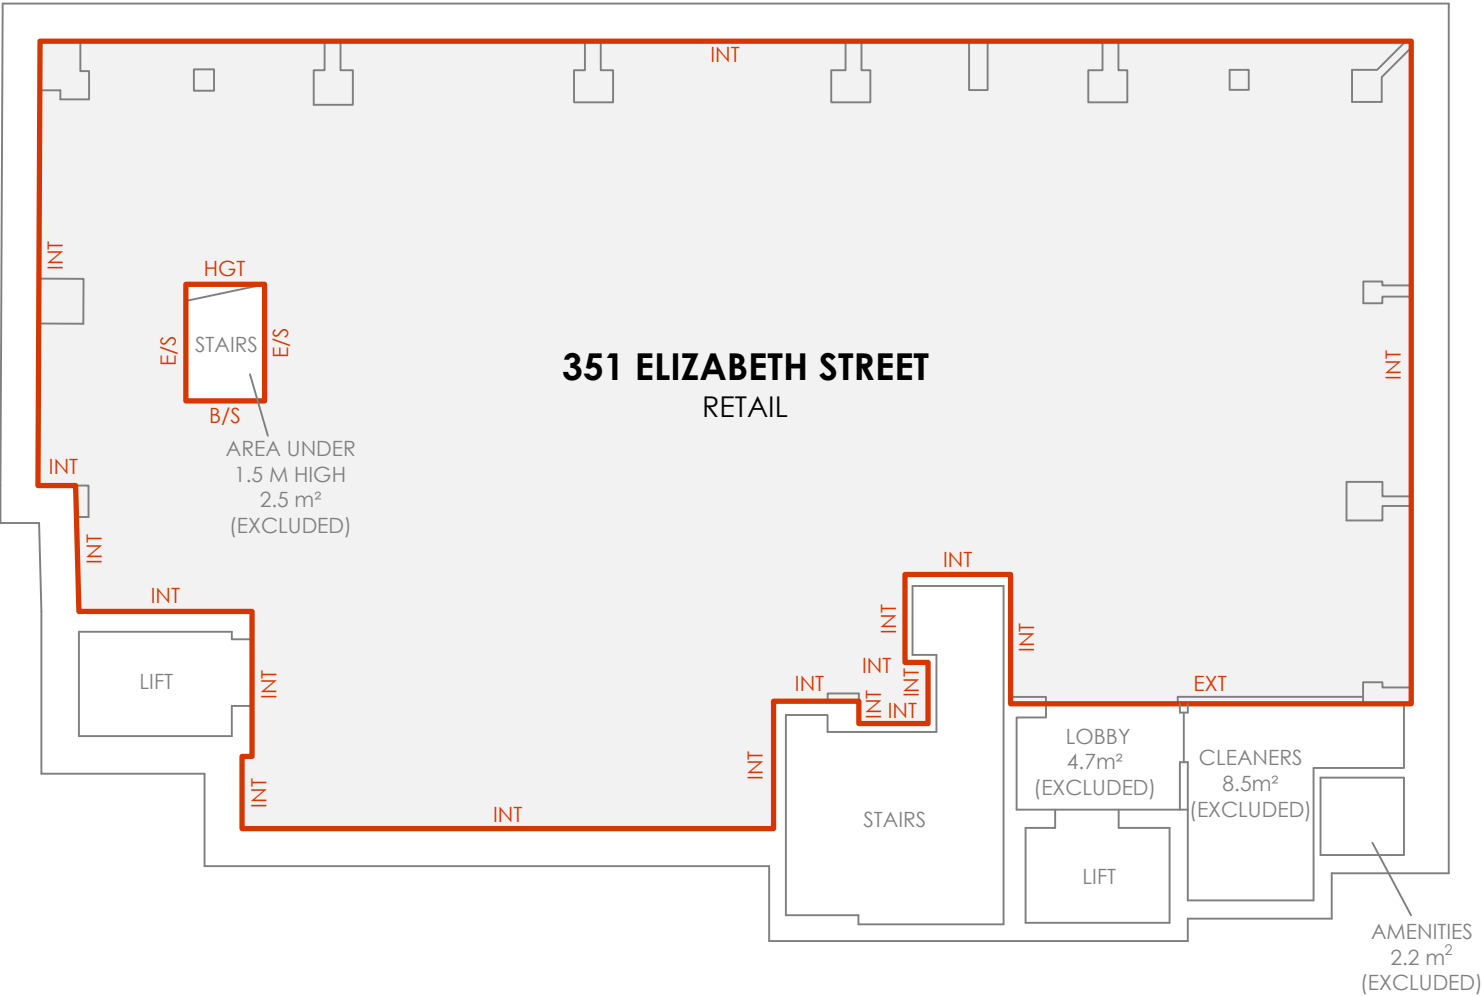 INT
INT
HGT
E/S
STAIRS
E/S
B/S
351 ELIZABETH STREET
RETAIL
INT
AREA UNDER
1.5 M HIGH
2.5 m²
(EXCLUDED)
INT
INT
INT
INT
INT
INT
INT
INT
INT
INT
INT
INT
INT
EXT
LIFT
INT
INT
INT
STAIRS
LOBBY
4.7m²
(EXCLUDED)
CLEANERS
8.5m²
(EXCLUDED)
LIFT
AMENITIES
2.2 m²
(EXCLUDED)